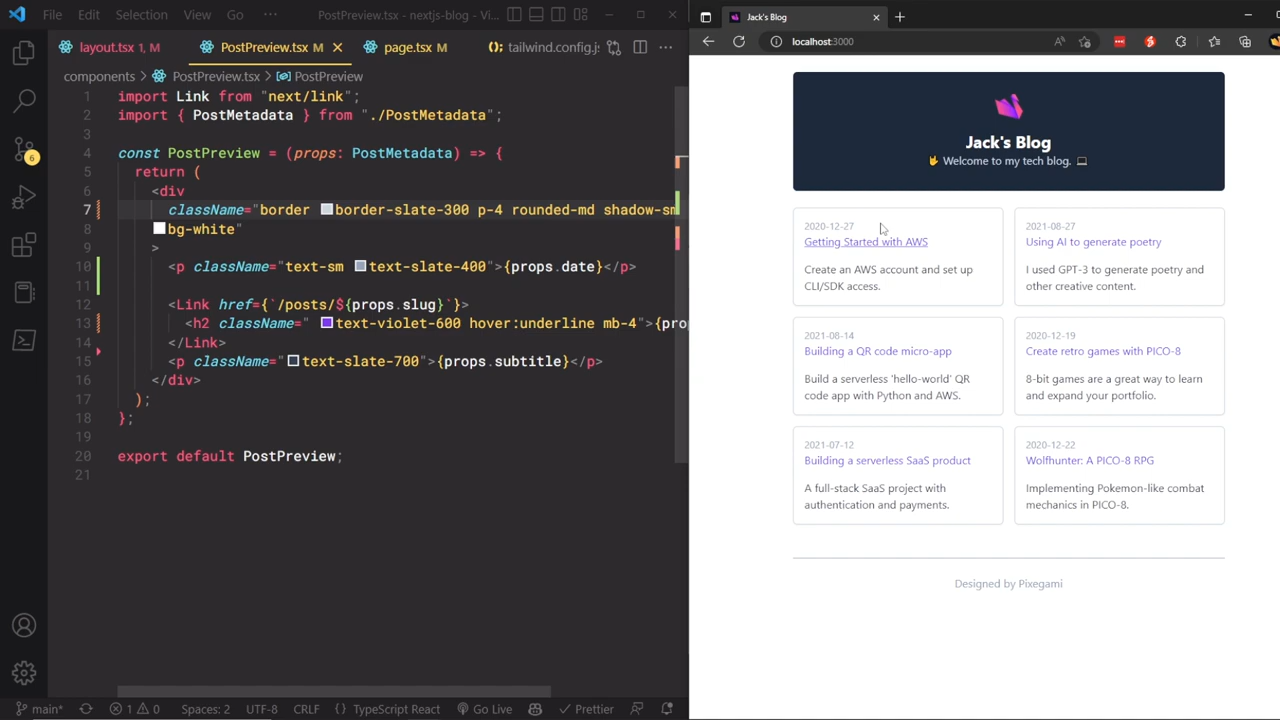 File Edit Selection View Go ··· PostPreview.tsx - nextjs-blog - Vi...
layout.tsx 1, M PostPreview.tsx M page.tsx M tailwind.config.js
components > PostPreview.tsx > PostPreview
1 import Link from "next/link";
2 import { PostMetadata } from "./PostMetadata";
3
4 const PostPreview = (props: PostMetadata) => {
5 return (
6 <div
7 className="border border-slate-300 p-4 rounded-md shadow-sm
8 bg-white"
9 >
10 <p className="text-sm text-slate-400">{props.date}</p>
11
12 <Link href={`/posts/${props.slug}`}>
13 <h2 className=" text-violet-600 hover:underline mb-4">{pro
14 </Link>
15 <p className=" text-slate-700">{props.subtitle}</p>
16 </div>
17 );
18 };
19
20 export default PostPreview;
21
6
main* 1 0 Spaces: 2 UTF-8 CRLF {} TypeScript React Go Live Prettier
Jack's Blog
localhost:3000
Jack's Blog
🤟 Welcome to my tech blog. 💻
2020-12-27
Getting Started with AWS
Create an AWS account and set up
CLI/SDK access.
2021-08-27
Using AI to generate poetry
I used GPT-3 to generate poetry and
other creative content.
2021-08-14
Building a QR code micro-app
Build a serverless 'hello-world' QR
code app with Python and AWS.
2020-12-19
Create retro games with PICO-8
8-bit games are a great way to learn
and expand your portfolio.
2021-07-12
Building a serverless SaaS product
A full-stack SaaS project with
authentication and payments.
2020-12-22
Wolfhunter: A PICO-8 RPG
Implementing Pokemon-like combat
mechanics in PICO-8.
Designed by Pixegami